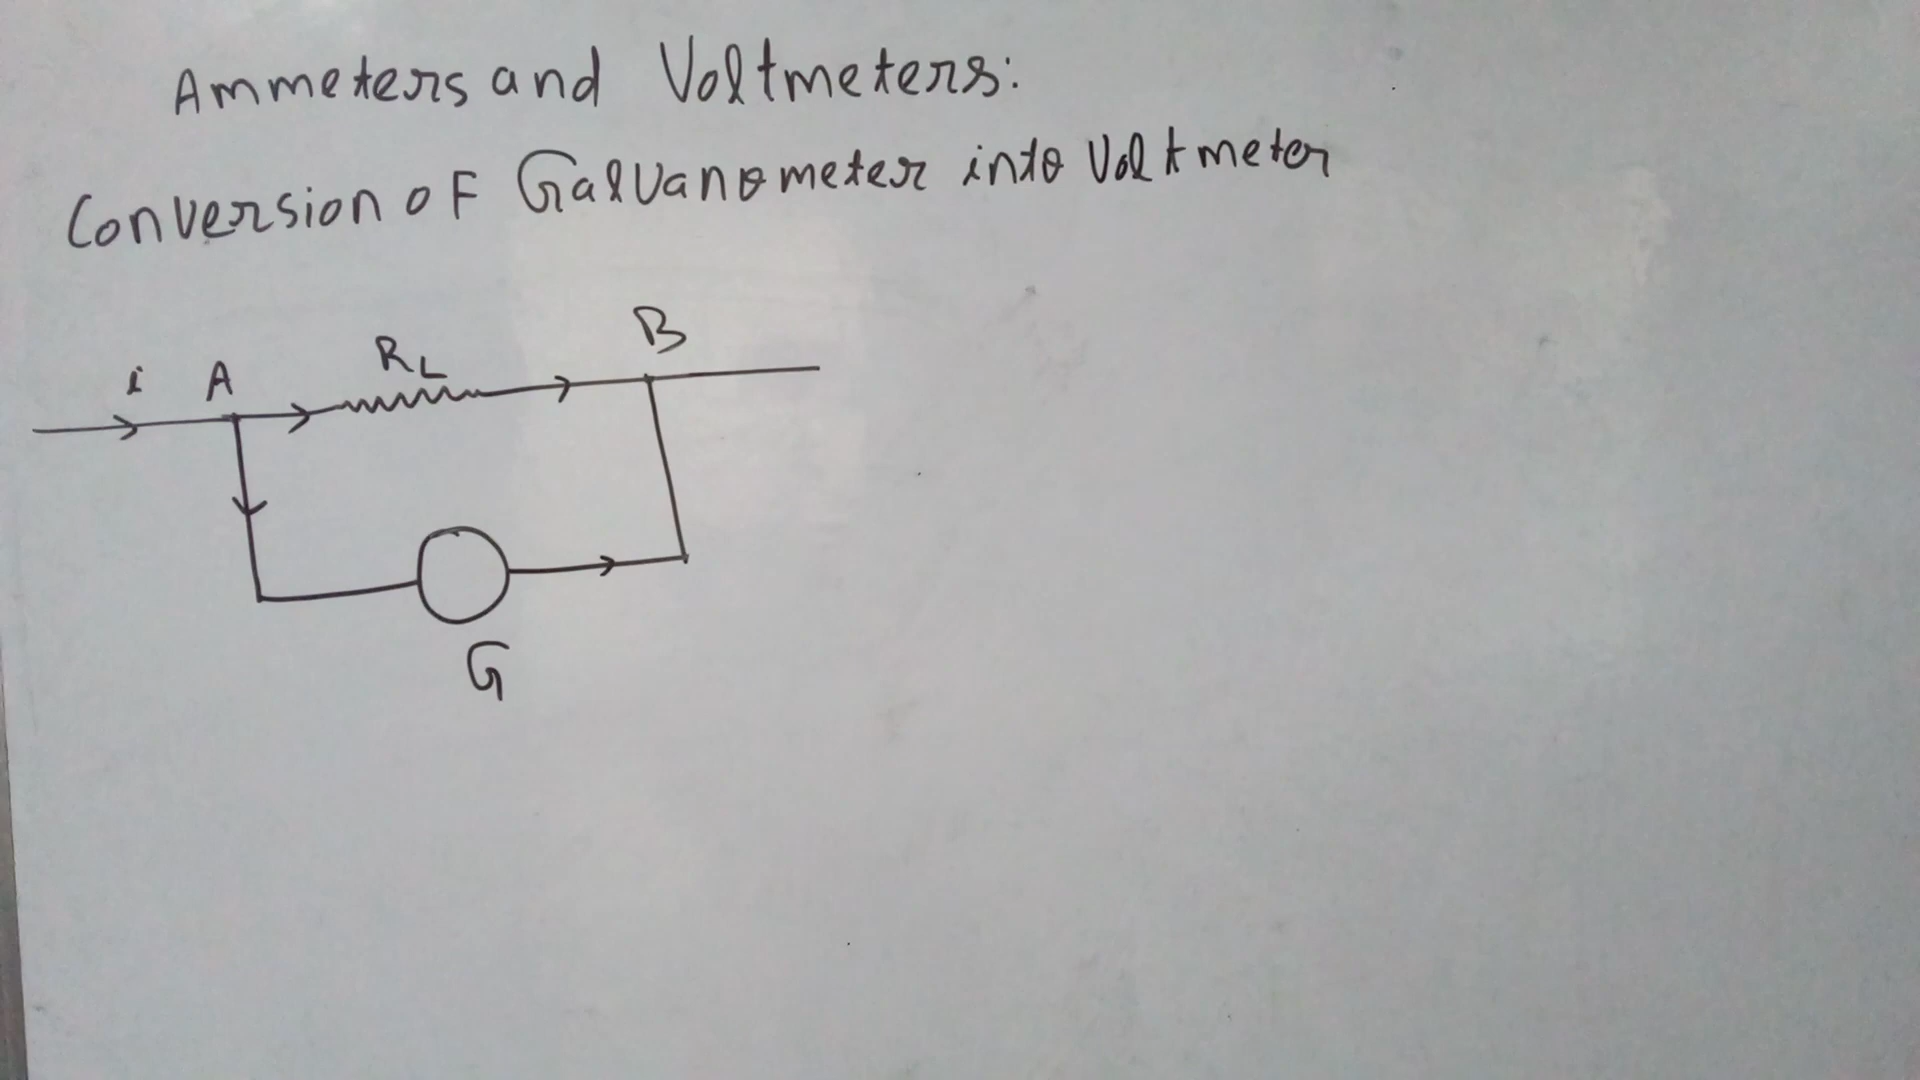 Ammeters and Voltmeters:
Conversion of Galvanometer into Voltmeter
i A RL B
G